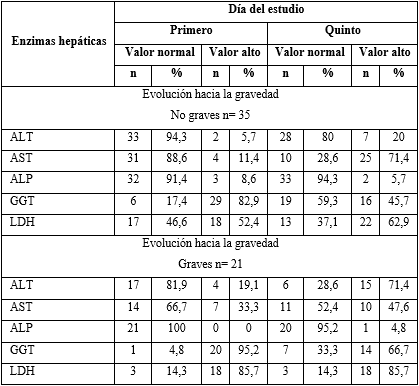 Enzimas hepáticas
Día del estudio
Primero Quinto
Valor normal Valor alto Valor normal Valor alto
n % n % n % n %
Evolución hacia la gravedad
No graves n= 35
ALT 33 94,3 2 5,7 28 80 7 20
AST 31 88,6 4 11,4 10 28,6 25 71,4
ALP 32 91,4 3 8,6 33 94,3 2 5,7
GGT 6 17,4 29 82,9 19 59,3 16 45,7
LDH 17 46,6 18 52,4 13 37,1 22 62,9
Evolución hacia la gravedad
Graves n= 21
ALT 17 81,9 4 19,1 6 28,6 15 71,4
AST 14 66,7 7 33,3 11 52,4 10 47,6
ALP 21 100 0 0 20 95,2 1 4,8
GGT 1 4,8 20 95,2 7 33,3 14 66,7
LDH 3 14,3 18 85,7 3 14,3 18 85,7